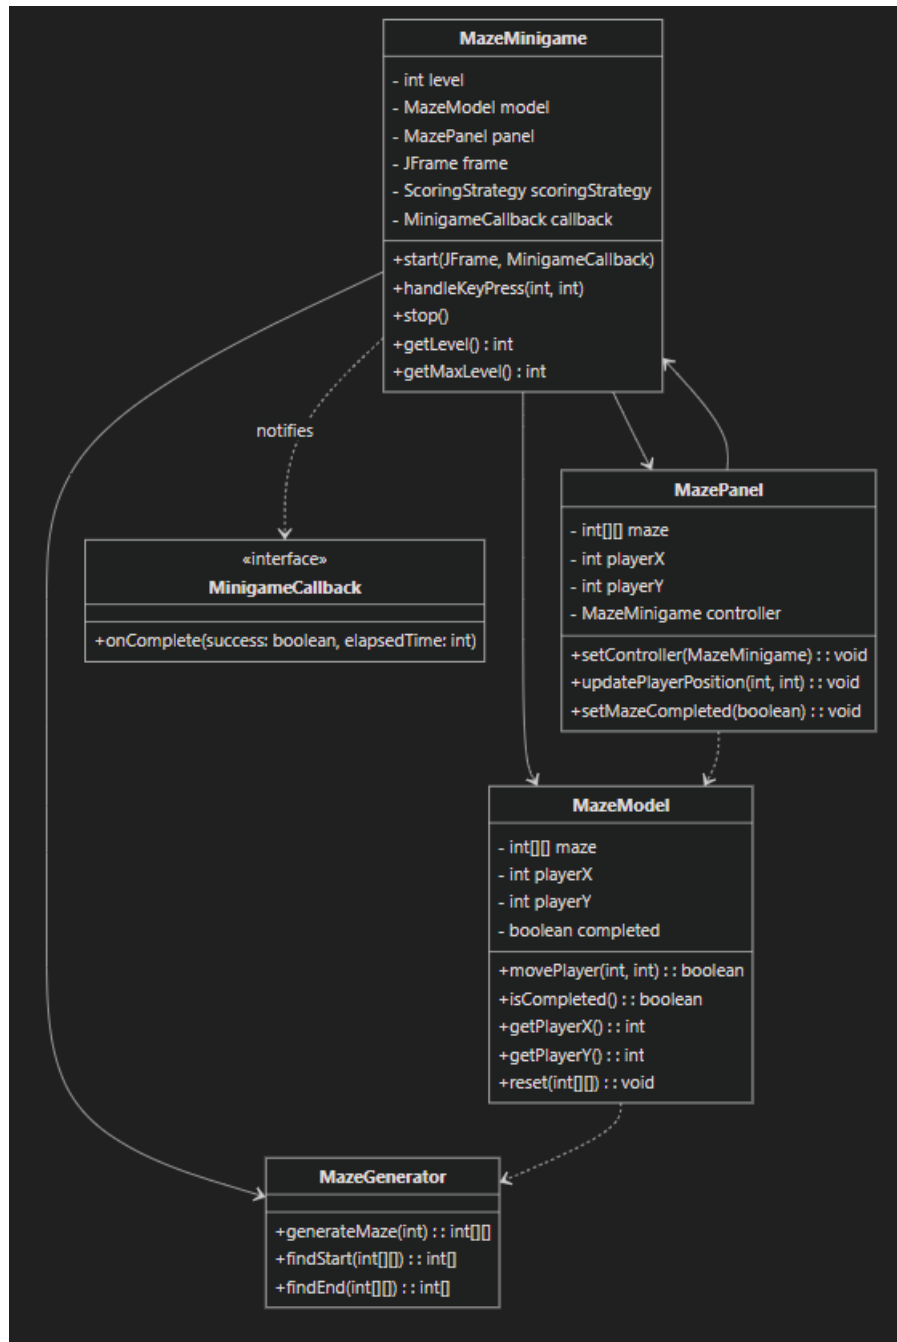 MazeMinigame
- int level
- MazeModel model
- MazePanel panel
- JFrame frame
- ScoringStrategy scoringStrategy
- MinigameCallback callback
+start(JFrame, MinigameCallback)
+handleKeyPress(int, int)
+stop()
+getLevel() : int
+getMaxLevel() : int
notifies
«interface»
MinigameCallback
+onComplete(success: boolean, elapsedTime: int)
MazePanel
- int[][] maze
- int playerX
- int playerY
- MazeMinigame controller
+setController(MazeMinigame) : : void
+updatePlayerPosition(int, int) : : void
+setMazeCompleted(boolean) : : void
MazeModel
- int[][] maze
- int playerX
- int playerY
- boolean completed
+movePlayer(int, int) : : boolean
+isCompleted() : : boolean
+getPlayerX() : : int
+getPlayerY() : : int
+reset(int[][]) : : void
MazeGenerator
+generateMaze(int) : : int[][]
+findStart(int[][]) : : int[]
+findEnd(int[][]) : : int[]